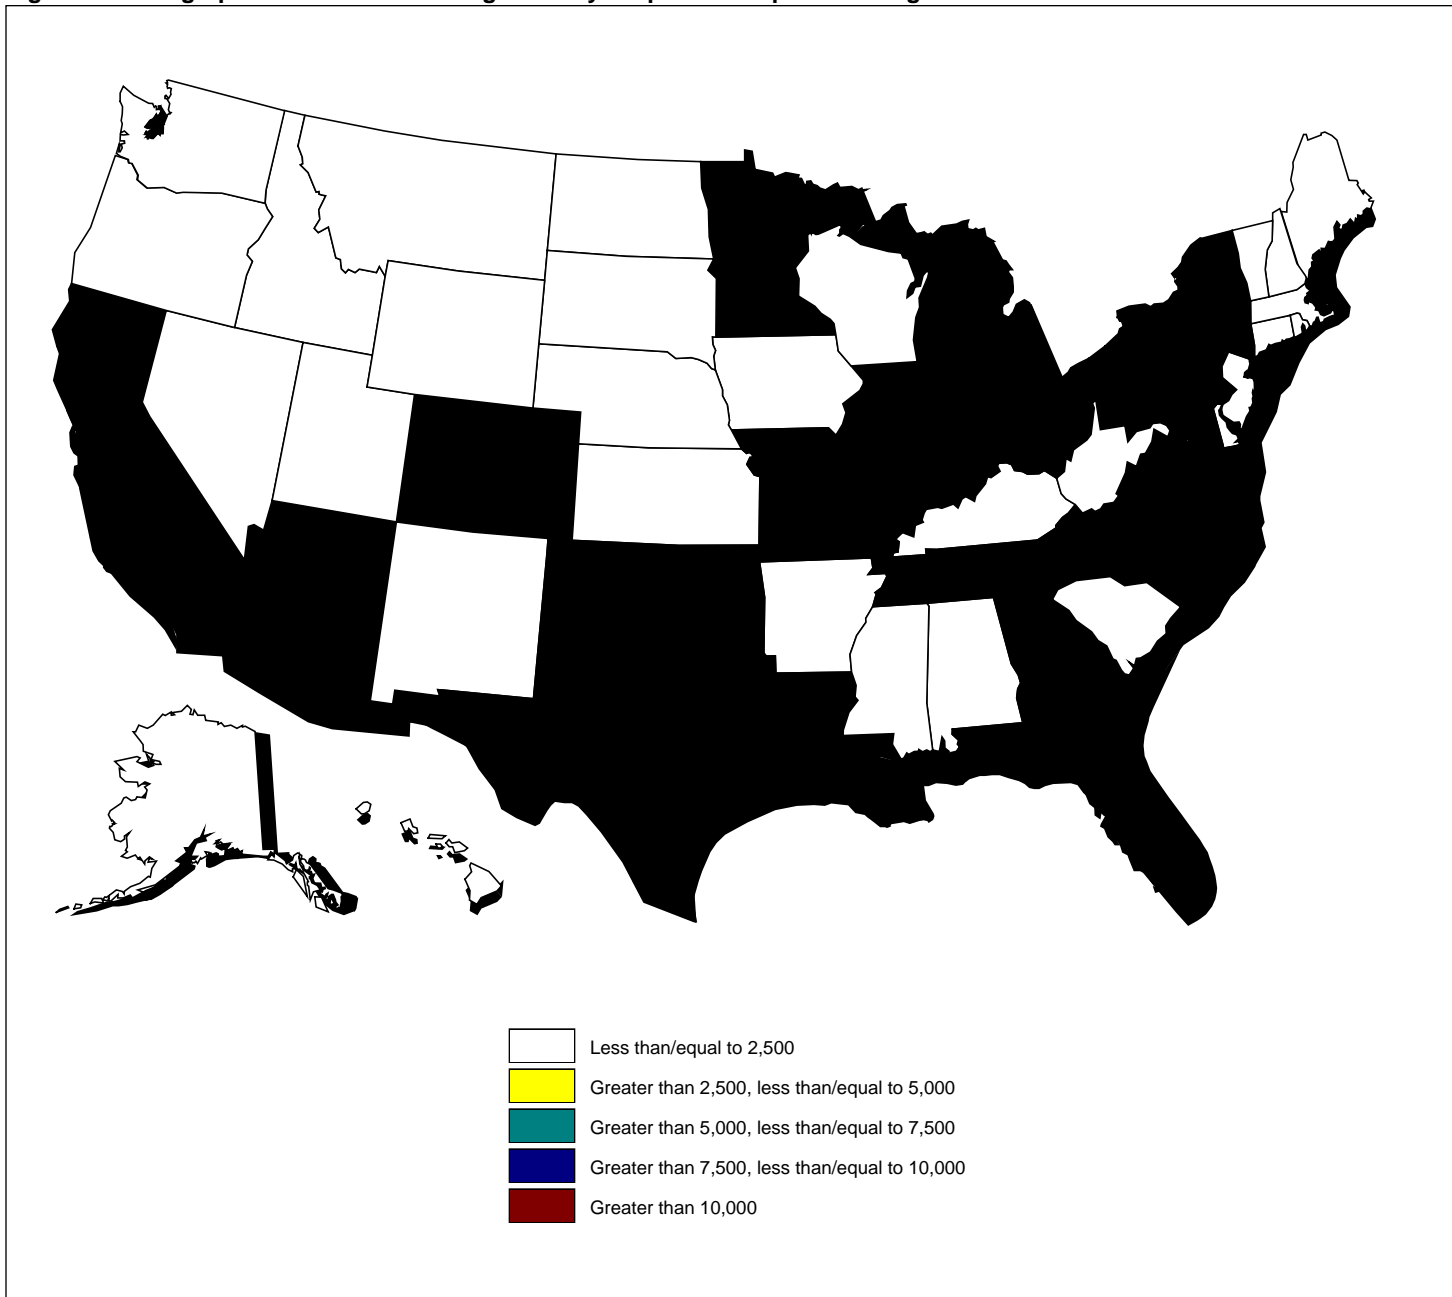 Less than/equal to 2,500
Greater than 2,500, less than/equal to 5,000
Greater than 5,000, less than/equal to 7,500
Greater than 7,500, less than/equal to 10,000
Greater than 10,000